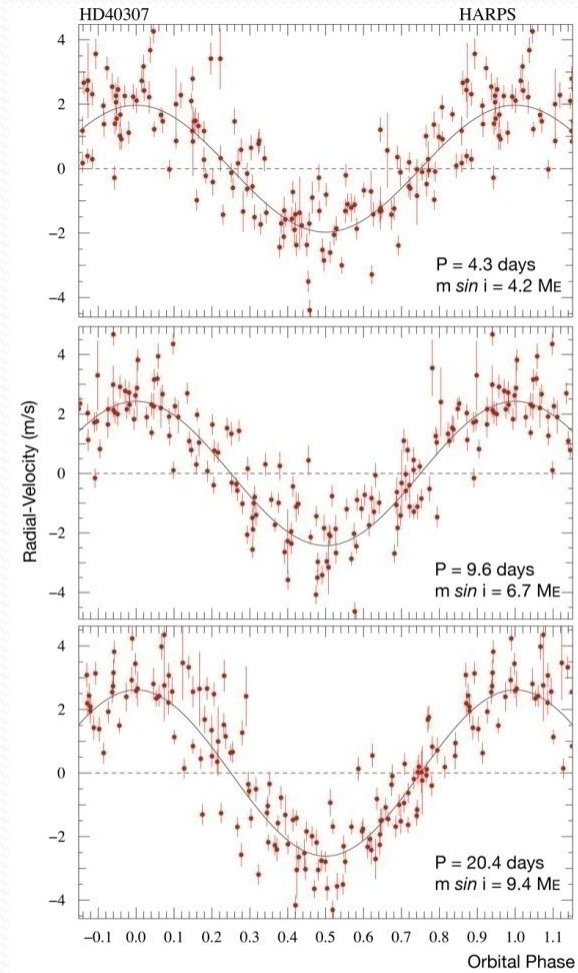 HD40307 HARPS
4
2
0
−2
−4
P = 4.3 days
m sin i = 4.2 ME
4
2
0
−2
−4
P = 9.6 days
m sin i = 6.7 ME
4
2
0
−2
−4
P = 20.4 days
m sin i = 9.4 ME
Radial-Velocity (m/s)
−0.1 0.0 0.1 0.2 0.3 0.4 0.5 0.6 0.7 0.8 0.9 1.0 1.1
Orbital Phase